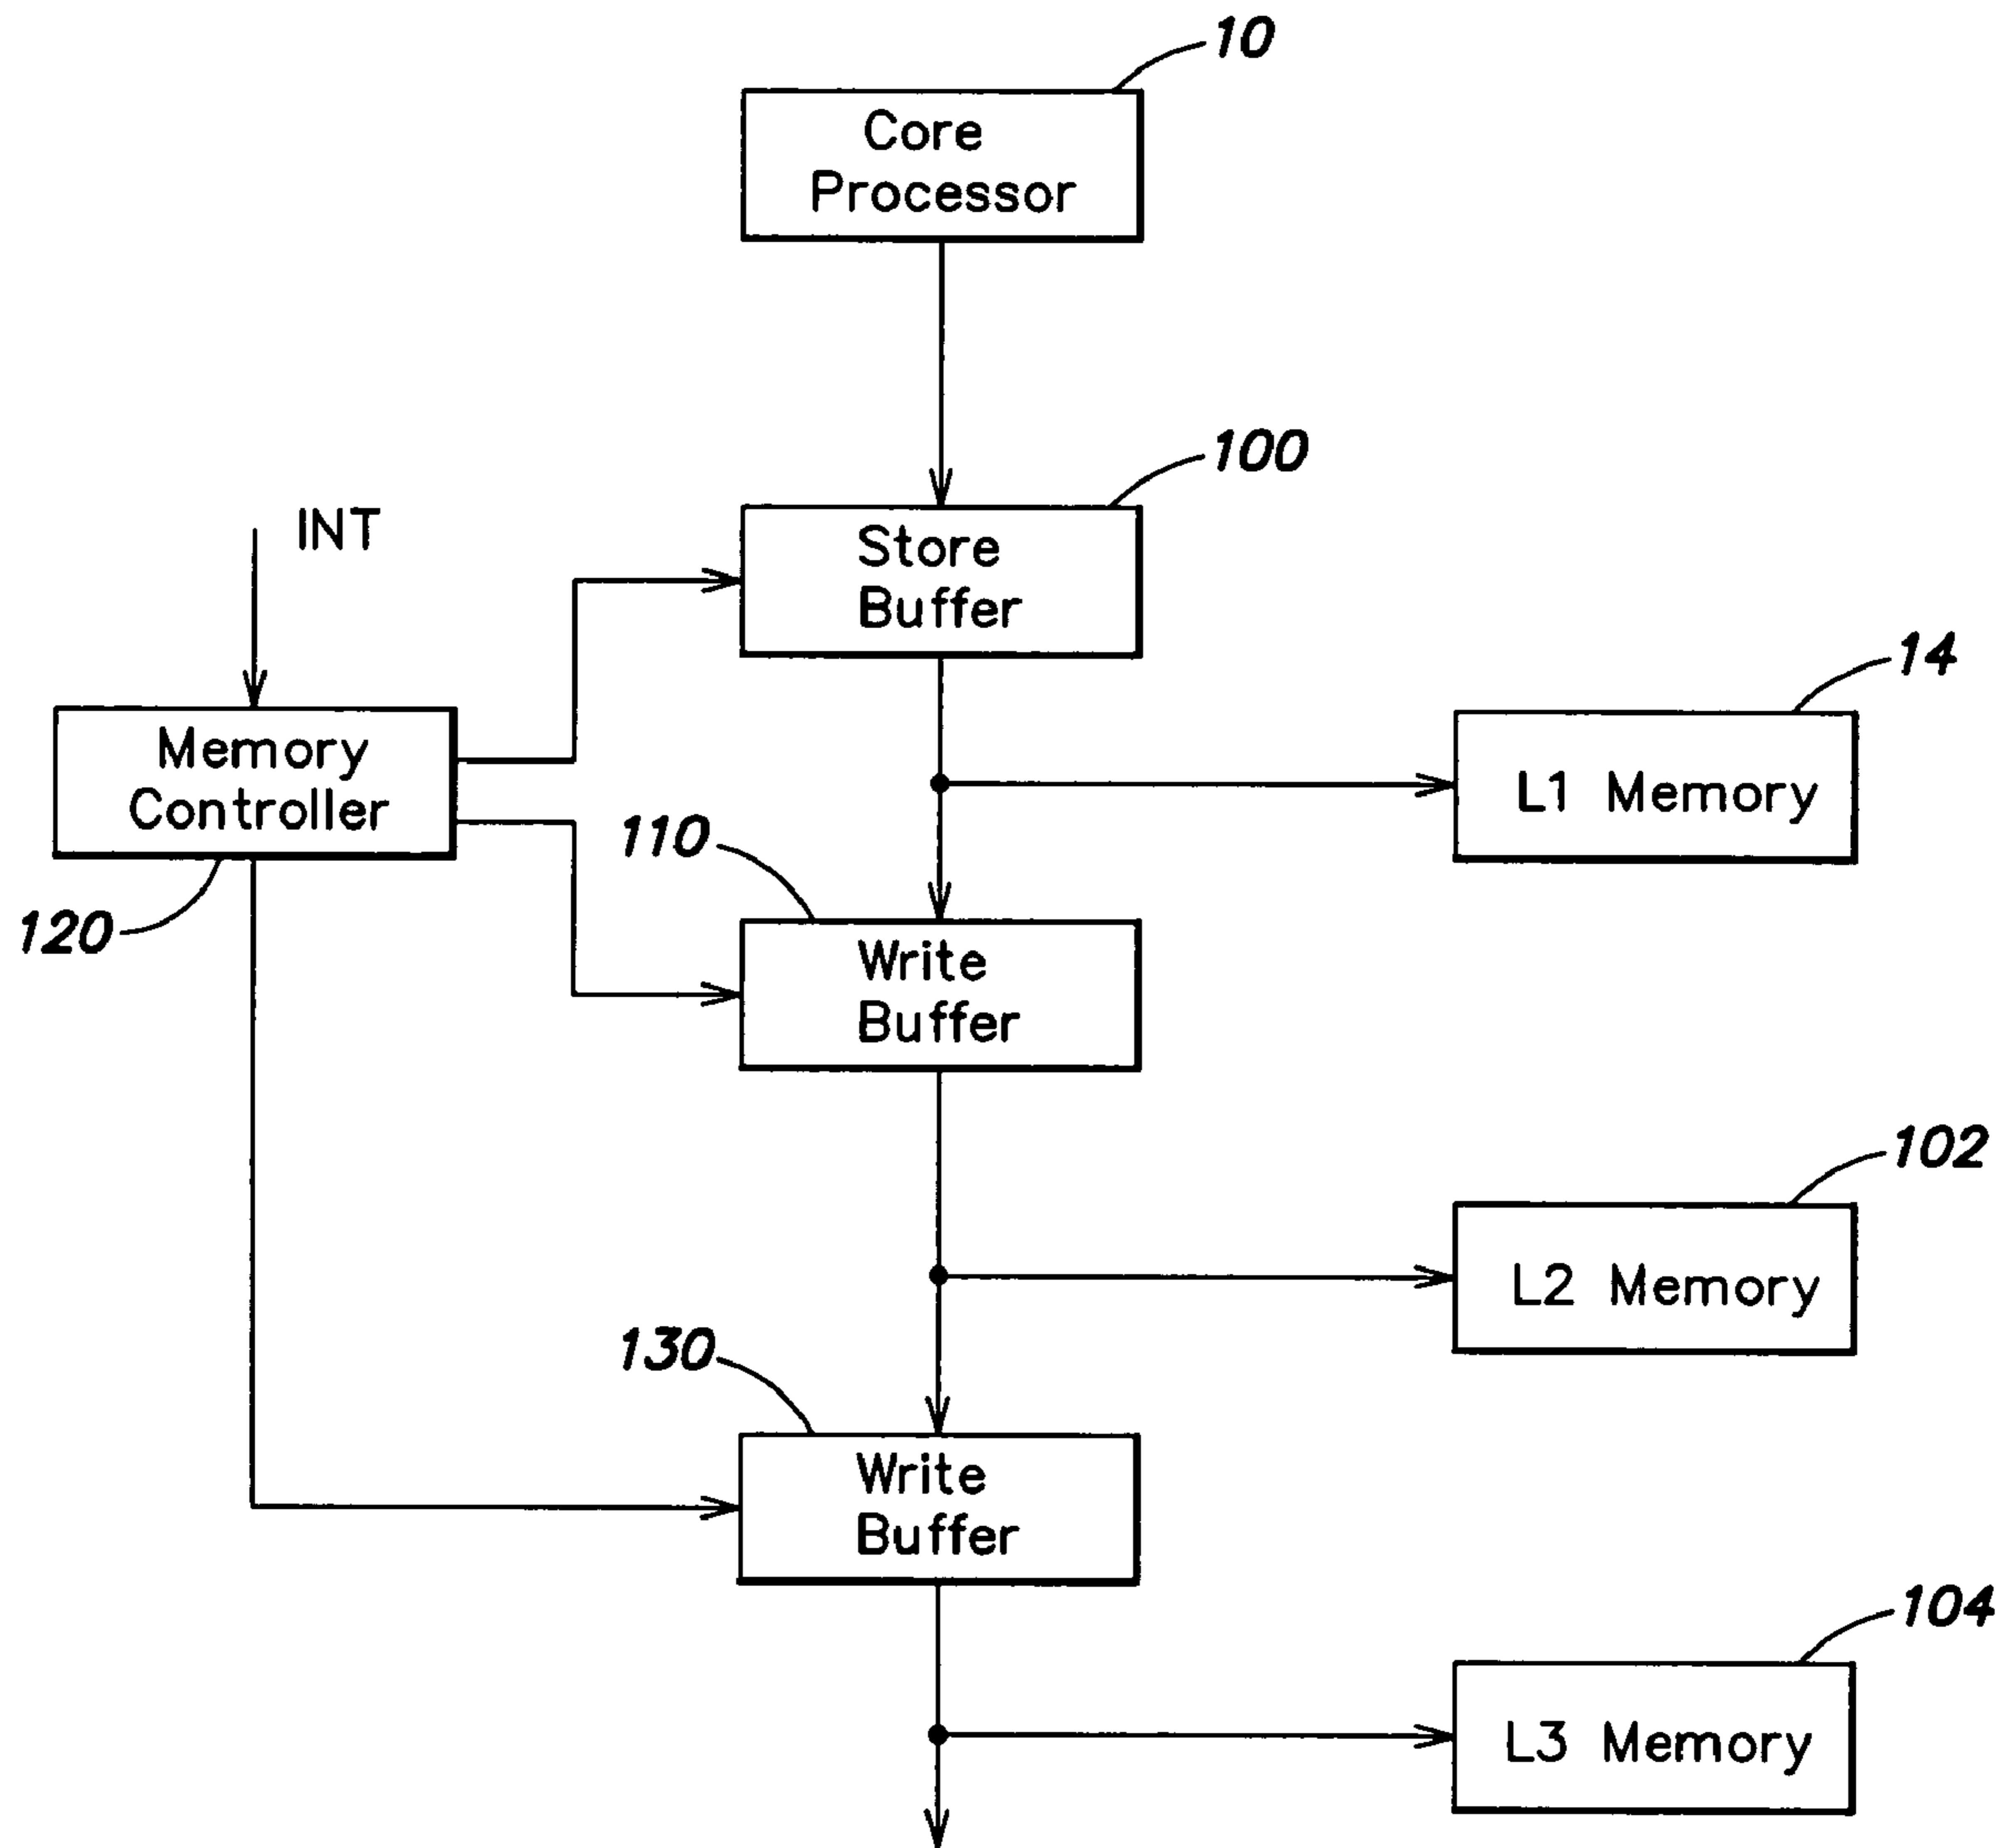 10
Core
Processor
100
INT
Store
Buffer
14
Memory
Controller
L1 Memory
110
120
Write
Buffer
102
L2 Memory
130
Write
Buffer
104
L3 Memory